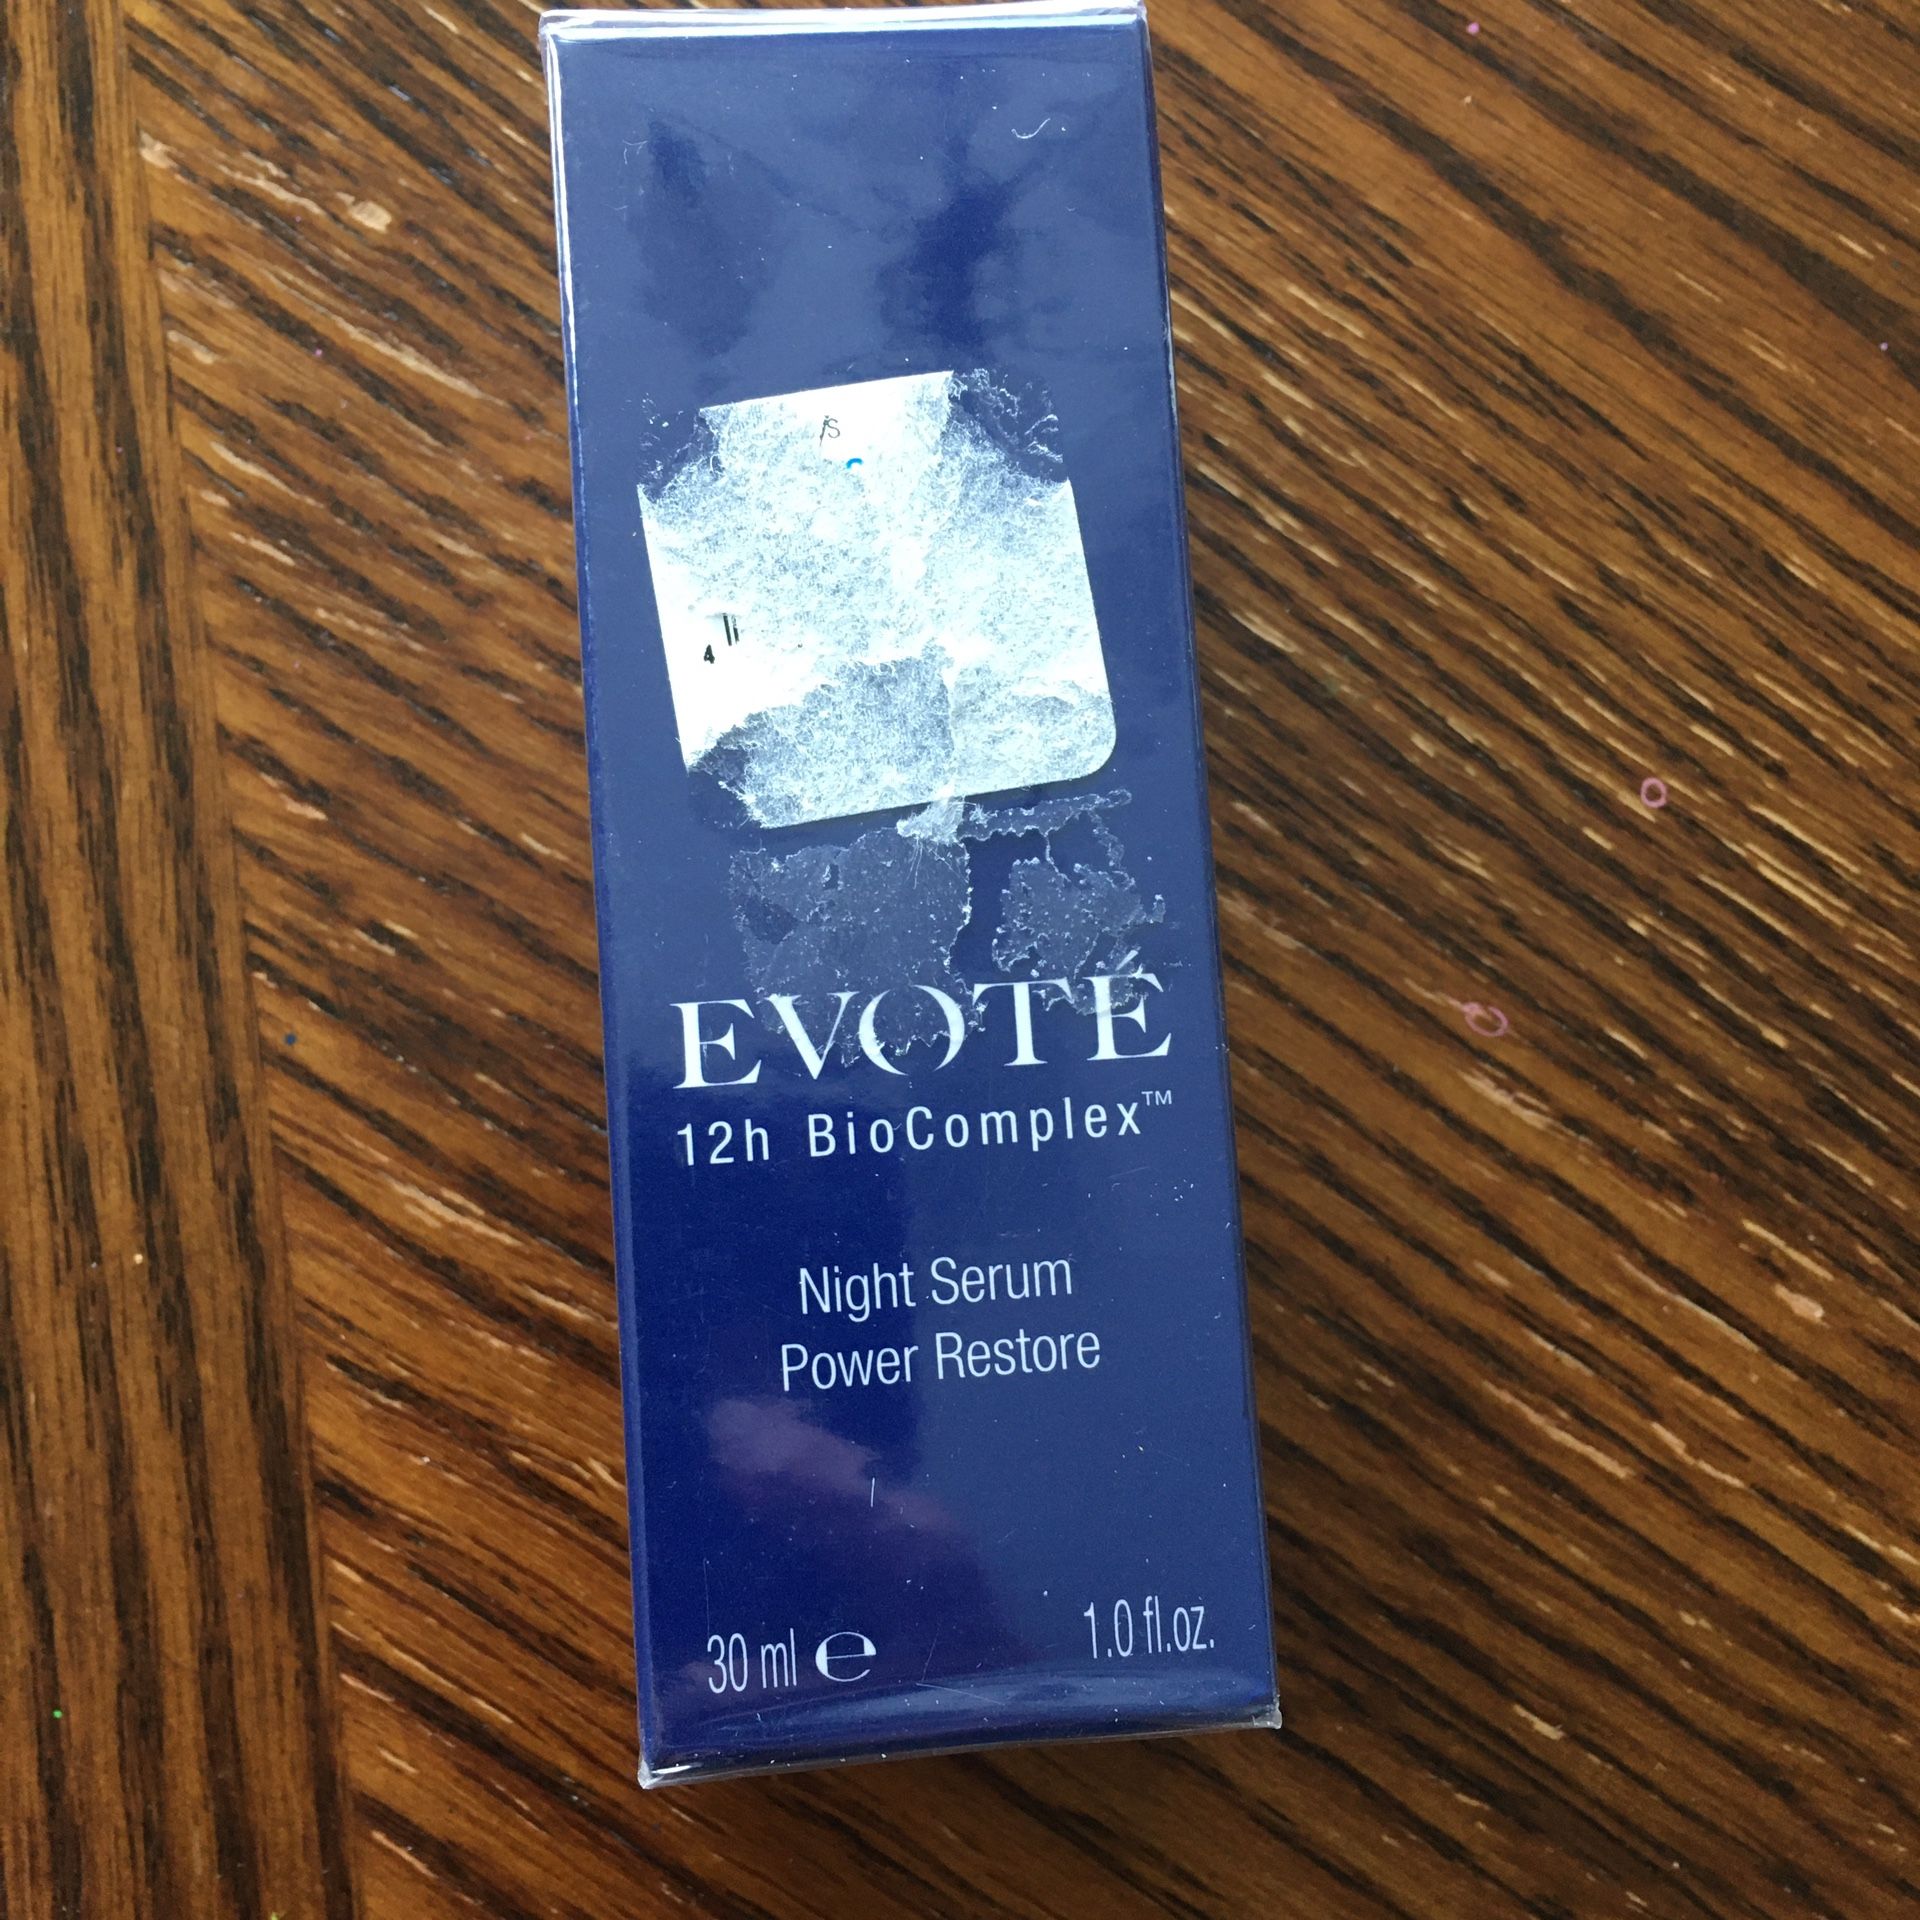 EVOTÉ
12h BioComplex™
Night Serum
Power Restore
30 ml ℮ 1.0 fl.oz.